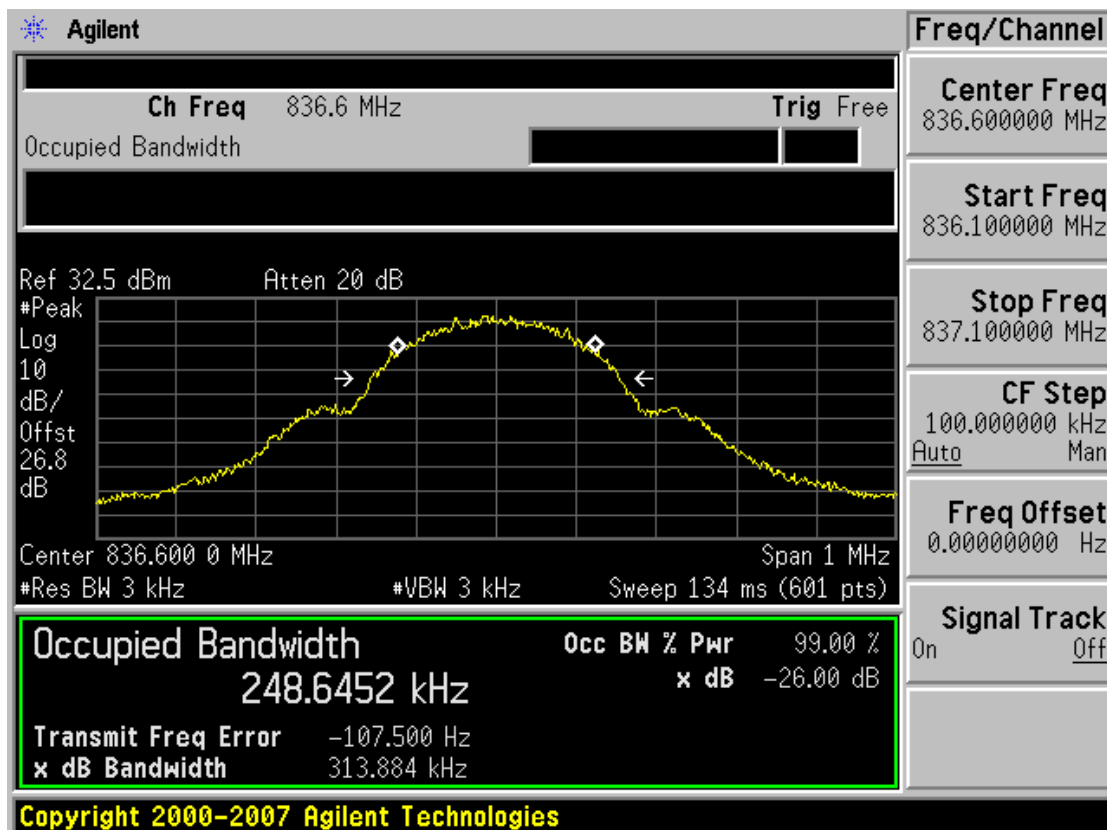 Agilent
Freq/Channel
Ch Freq 836.6 MHz Trig Free
Occupied Bandwidth
Center Freq
836.600000 MHz
Start Freq
836.100000 MHz
Stop Freq
837.100000 MHz
CF Step
100.000000 kHz
Auto Man
Freq Offset
0.00000000 Hz
Signal Track
On Off
Ref 32.5 dBm Atten 20 dB
#Peak
Log
10
dB/
Offst
26.8
dB
Center 836.600 0 MHz Span 1 MHz
#Res BW 3 kHz #VBW 3 kHz Sweep 134 ms (601 pts)
Occupied Bandwidth Occ BW % Pwr 99.00 %
248.6452 kHz x dB -26.00 dB
Transmit Freq Error -107.500 Hz
x dB Bandwidth 313.884 kHz
Copyright 2000-2007 Agilent Technologies